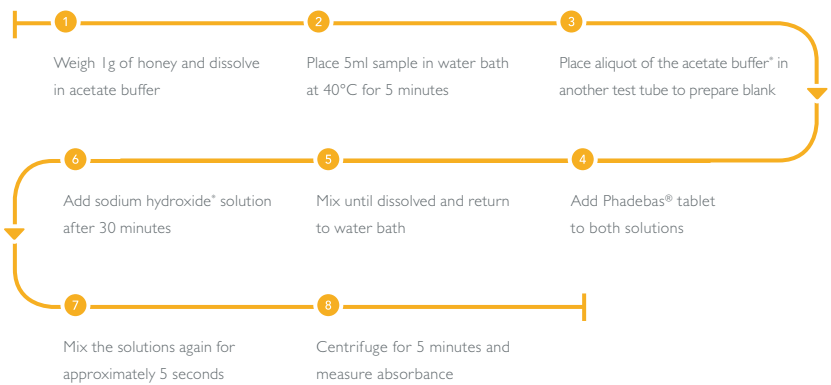 1
Weigh 1g of honey and dissolve
in acetate buffer
2
Place 5ml sample in water bath
at 40°C for 5 minutes
3
Place aliquot of the acetate buffer* in
another test tube to prepare blank
4
Add Phadebas® tablet
to both solutions
5
Mix until dissolved and return
to water bath
6
Add sodium hydroxide* solution
after 30 minutes
7
Mix the solutions again for
approximately 5 seconds
8
Centrifuge for 5 minutes and
measure absorbance